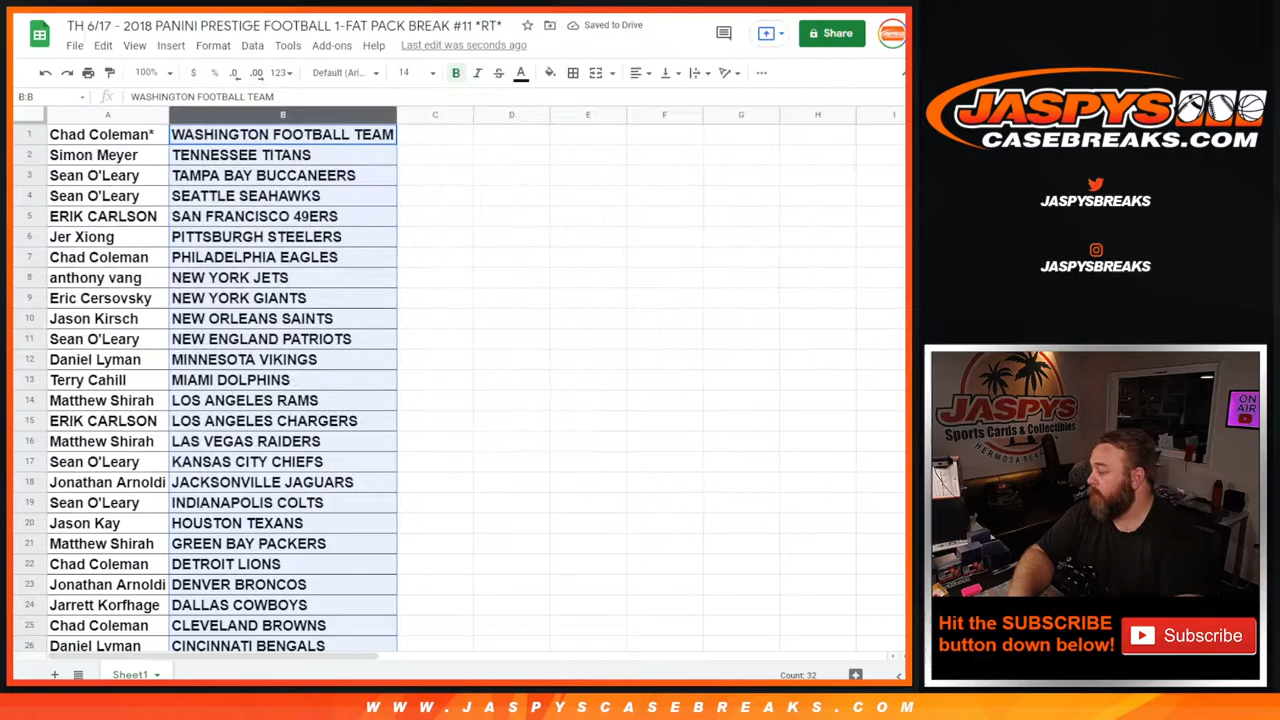 TH 6/17 - 2018 PANINI PRESTIGE FOOTBALL 1-FAT PACK BREAK #11 *RT*
Saved to Drive
Share
File Edit View Insert Format Data Tools Add-ons Help Last edit was seconds ago
100% $ % .0 .00 123 Default (Ari... 14 B I S A
B:B fx WASHINGTON FOOTBALL TEAM
A B C D E F G H I
1 Chad Coleman* WASHINGTON FOOTBALL TEAM
2 Simon Meyer TENNESSEE TITANS
3 Sean O'Leary TAMPA BAY BUCCANEERS
4 Sean O'Leary SEATTLE SEAHAWKS
5 ERIK CARLSON SAN FRANCISCO 49ERS
6 Jer Xiong PITTSBURGH STEELERS
7 Chad Coleman PHILADELPHIA EAGLES
8 anthony vang NEW YORK JETS
9 Eric Cersovsky NEW YORK GIANTS
10 Jason Kirsch NEW ORLEANS SAINTS
11 Sean O'Leary NEW ENGLAND PATRIOTS
12 Daniel Lyman MINNESOTA VIKINGS
13 Terry Cahill MIAMI DOLPHINS
14 Matthew Shirah LOS ANGELES RAMS
15 ERIK CARLSON LOS ANGELES CHARGERS
16 Matthew Shirah LAS VEGAS RAIDERS
17 Sean O'Leary KANSAS CITY CHIEFS
18 Jonathan Arnoldi JACKSONVILLE JAGUARS
19 Sean O'Leary INDIANAPOLIS COLTS
20 Jason Kay HOUSTON TEXANS
21 Matthew Shirah GREEN BAY PACKERS
22 Chad Coleman DETROIT LIONS
23 Jonathan Arnoldi DENVER BRONCOS
24 Jarrett Korfhage DALLAS COWBOYS
25 Chad Coleman CLEVELAND BROWNS
26 Daniel Lyman CINCINNATI BENGALS
Sheet1
Count: 32
JASPYS
CASEBREAKS.COM
JASPYSBREAKS
JASPYSBREAKS
JASPYS
Sports Cards & Collectibles
HERMOSA BEACH
ON
AIR
Hit the SUBSCRIBE
button down below!
Subscribe
WWW.JASPYSCASEBREAKS.COM